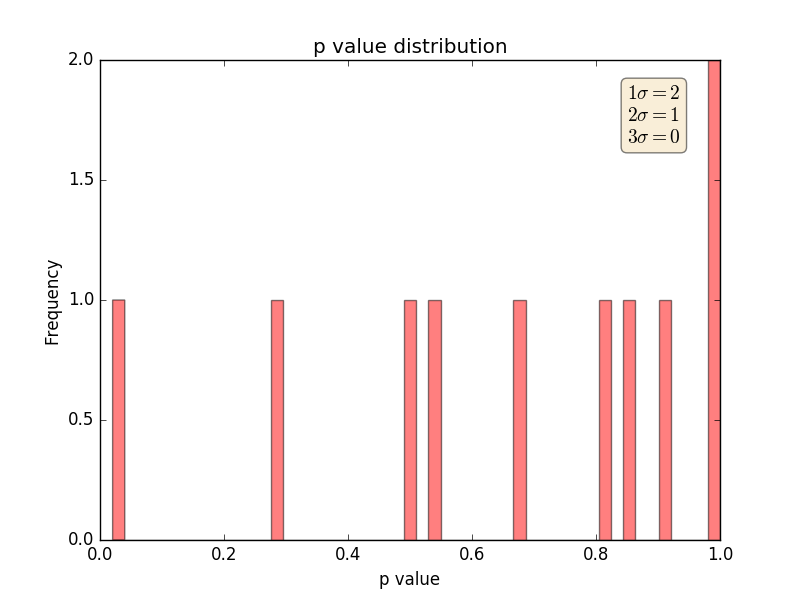 p value distribution
2.0
1σ = 2
2σ = 1
3σ = 0
1.5
Frequency
1.0
0.5
0.0
0.0 0.2 0.4 0.6 0.8 1.0
p value